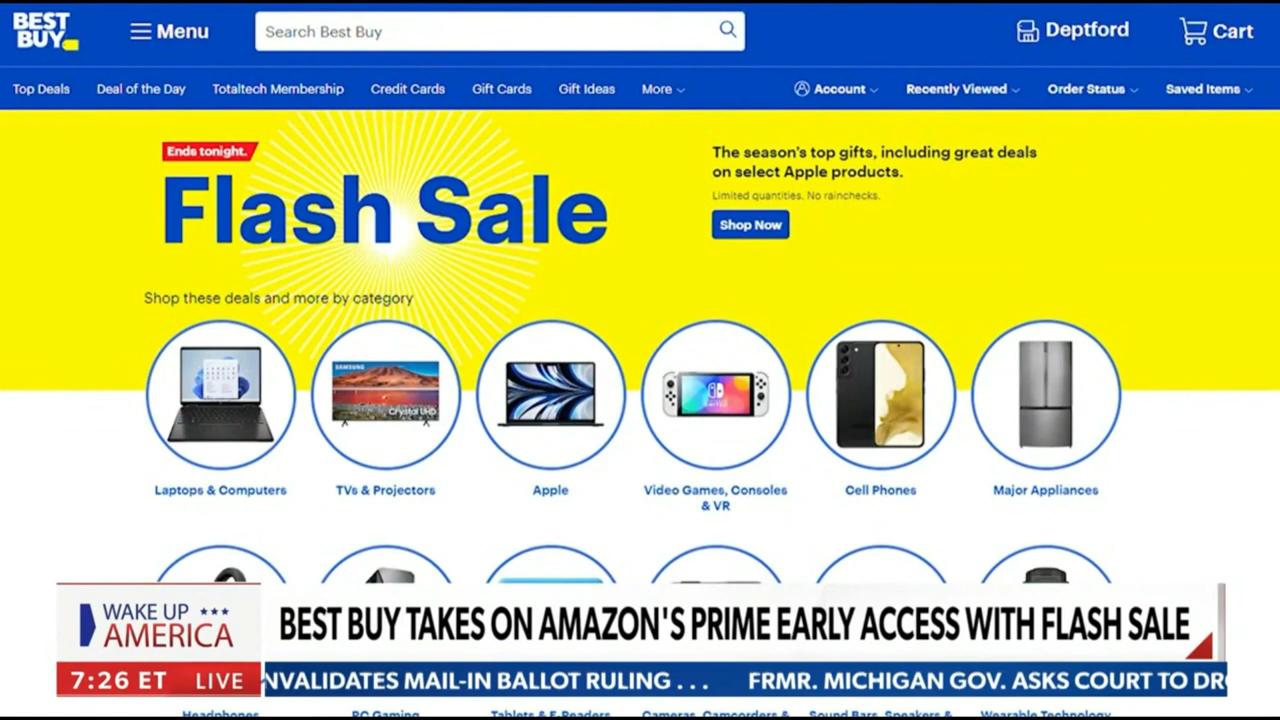 BEST
BUY
Menu
Search Best Buy
Deptford
Cart
Top Deals
Deal of the Day
Totaltech Membership
Credit Cards
Gift Cards
Gift Ideas
More
Account
Recently Viewed
Order Status
Saved Items
Ends tonight.
Flash Sale
The season's top gifts, including great deals
on select Apple products.
Limited quantities. No rainchecks.
Shop Now
Shop these deals and more by category
SAMSUNG
Crystal UHD
Laptops & Computers
TVs & Projectors
Apple
Video Games, Consoles
& VR
Cell Phones
Major Appliances
WAKE UP
AMERICA
BEST BUY TAKES ON AMAZON'S PRIME EARLY ACCESS WITH FLASH SALE
7:26 ET LIVE
NVALIDATES MAIL-IN BALLOT RULING . . . FRMR. MICHIGAN GOV. ASKS COURT TO DR
Headphones
PC Gaming
Tablets & E-Readers
Cameras, Camcorders &
Sound Bars, Speakers &
Wearable Technology